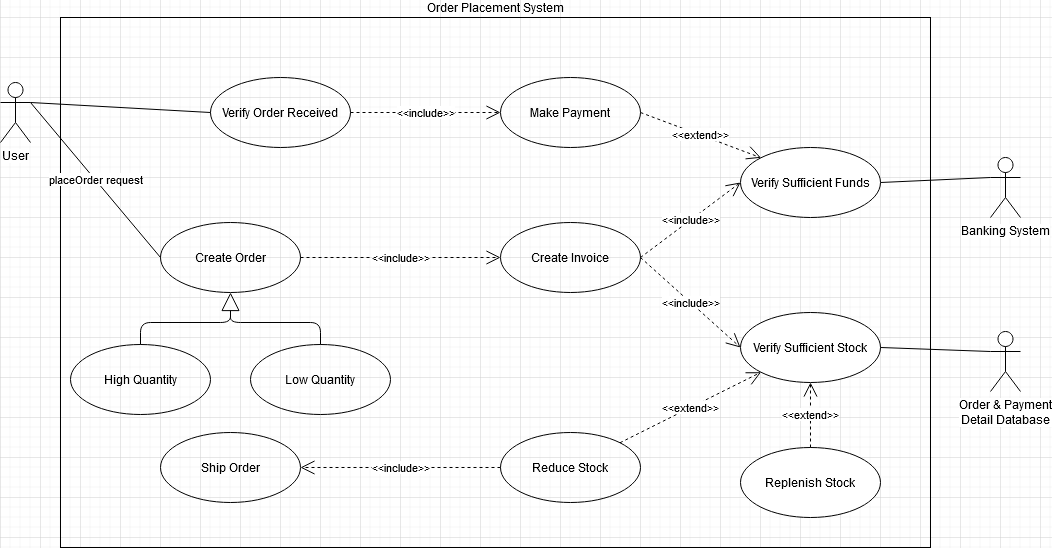 Order Placement System
Verify Order Received
<<include>>
Make Payment
<<extend>>
User
placeOrder request
Verify Sufficient Funds
Banking System
<<include>>
Create Order
<<include>>
Create Invoice
<<include>>
Verify Sufficient Stock
High Quantity
Low Quantity
Order & Payment
Detail Database
<<extend>>
<<extend>>
Ship Order
<<include>>
Reduce Stock
Replenish Stock